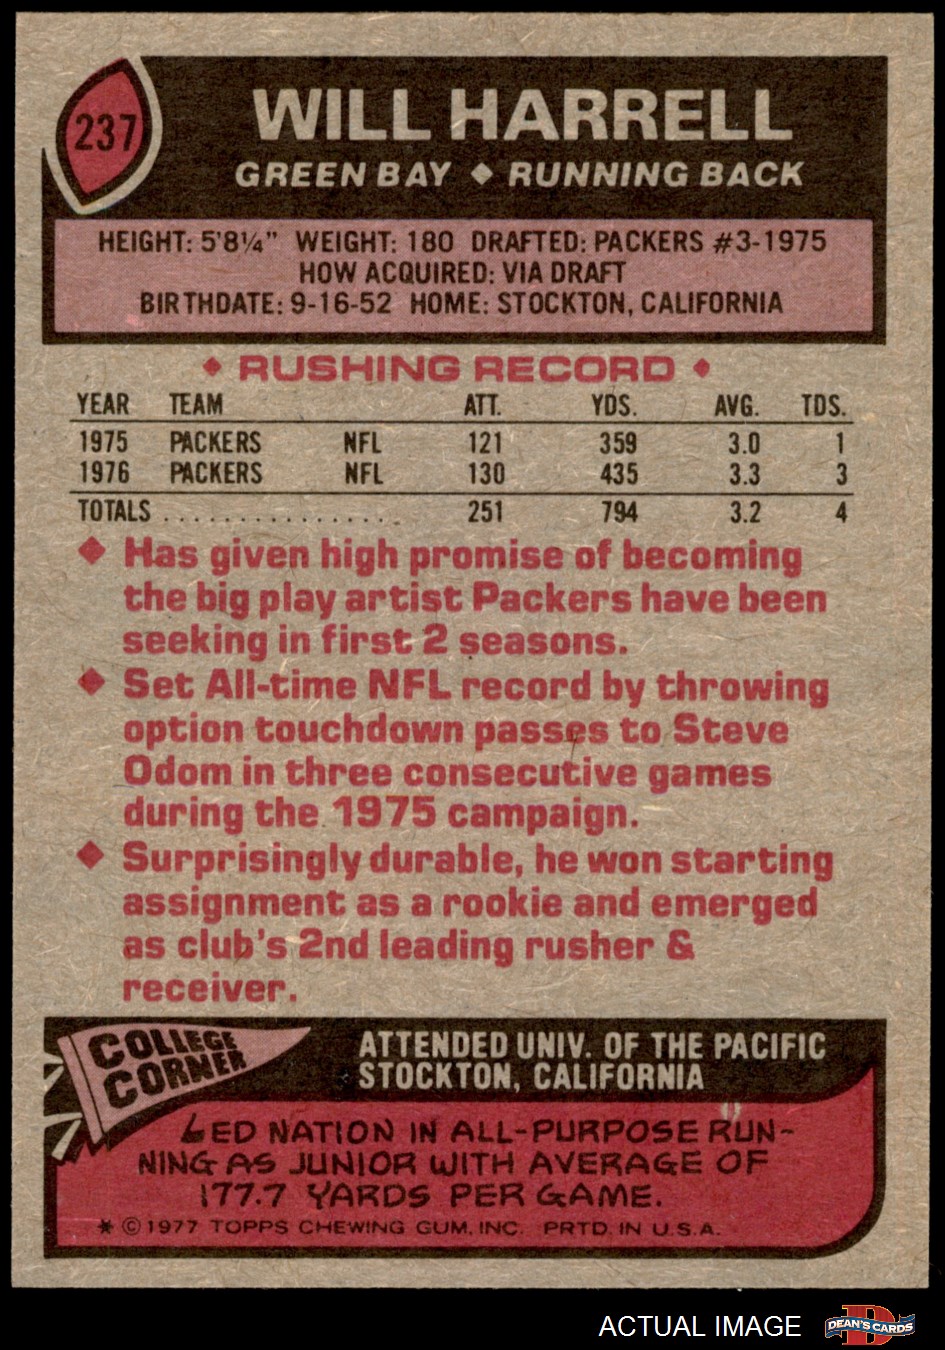 237
WILL HARRELL
GREEN BAY ◆ RUNNING BACK
HEIGHT: 5'8¼" WEIGHT: 180 DRAFTED: PACKERS #3-1975
HOW ACQUIRED: VIA DRAFT
BIRTHDATE: 9-16-52 HOME: STOCKTON, CALIFORNIA
◆ RUSHING RECORD ◆
YEAR TEAM ATT. YDS. AVG. TDS.
1975 PACKERS NFL 121 359 3.0 1
1976 PACKERS NFL 130 435 3.3 3
TOTALS ................ 251 794 3.2 4
◆ Has given high promise of becoming
the big play artist Packers have been
seeking in first 2 seasons.
◆ Set All-time NFL record by throwing
option touchdown passes to Steve
Odom in three consecutive games
during the 1975 campaign.
◆ Surprisingly durable, he won starting
assignment as a rookie and emerged
as club's 2nd leading rusher &
receiver.
COLLEGE
CORNER
ATTENDED UNIV. OF THE PACIFIC
STOCKTON, CALIFORNIA
LED NATION IN ALL-PURPOSE RUN-
NING AS JUNIOR WITH AVERAGE OF
177.7 YARDS PER GAME.
* © 1977 TOPPS CHEWING GUM, INC. PRTD. IN U.S.A.
ACTUAL IMAGE
D
DEAN'S CARDS